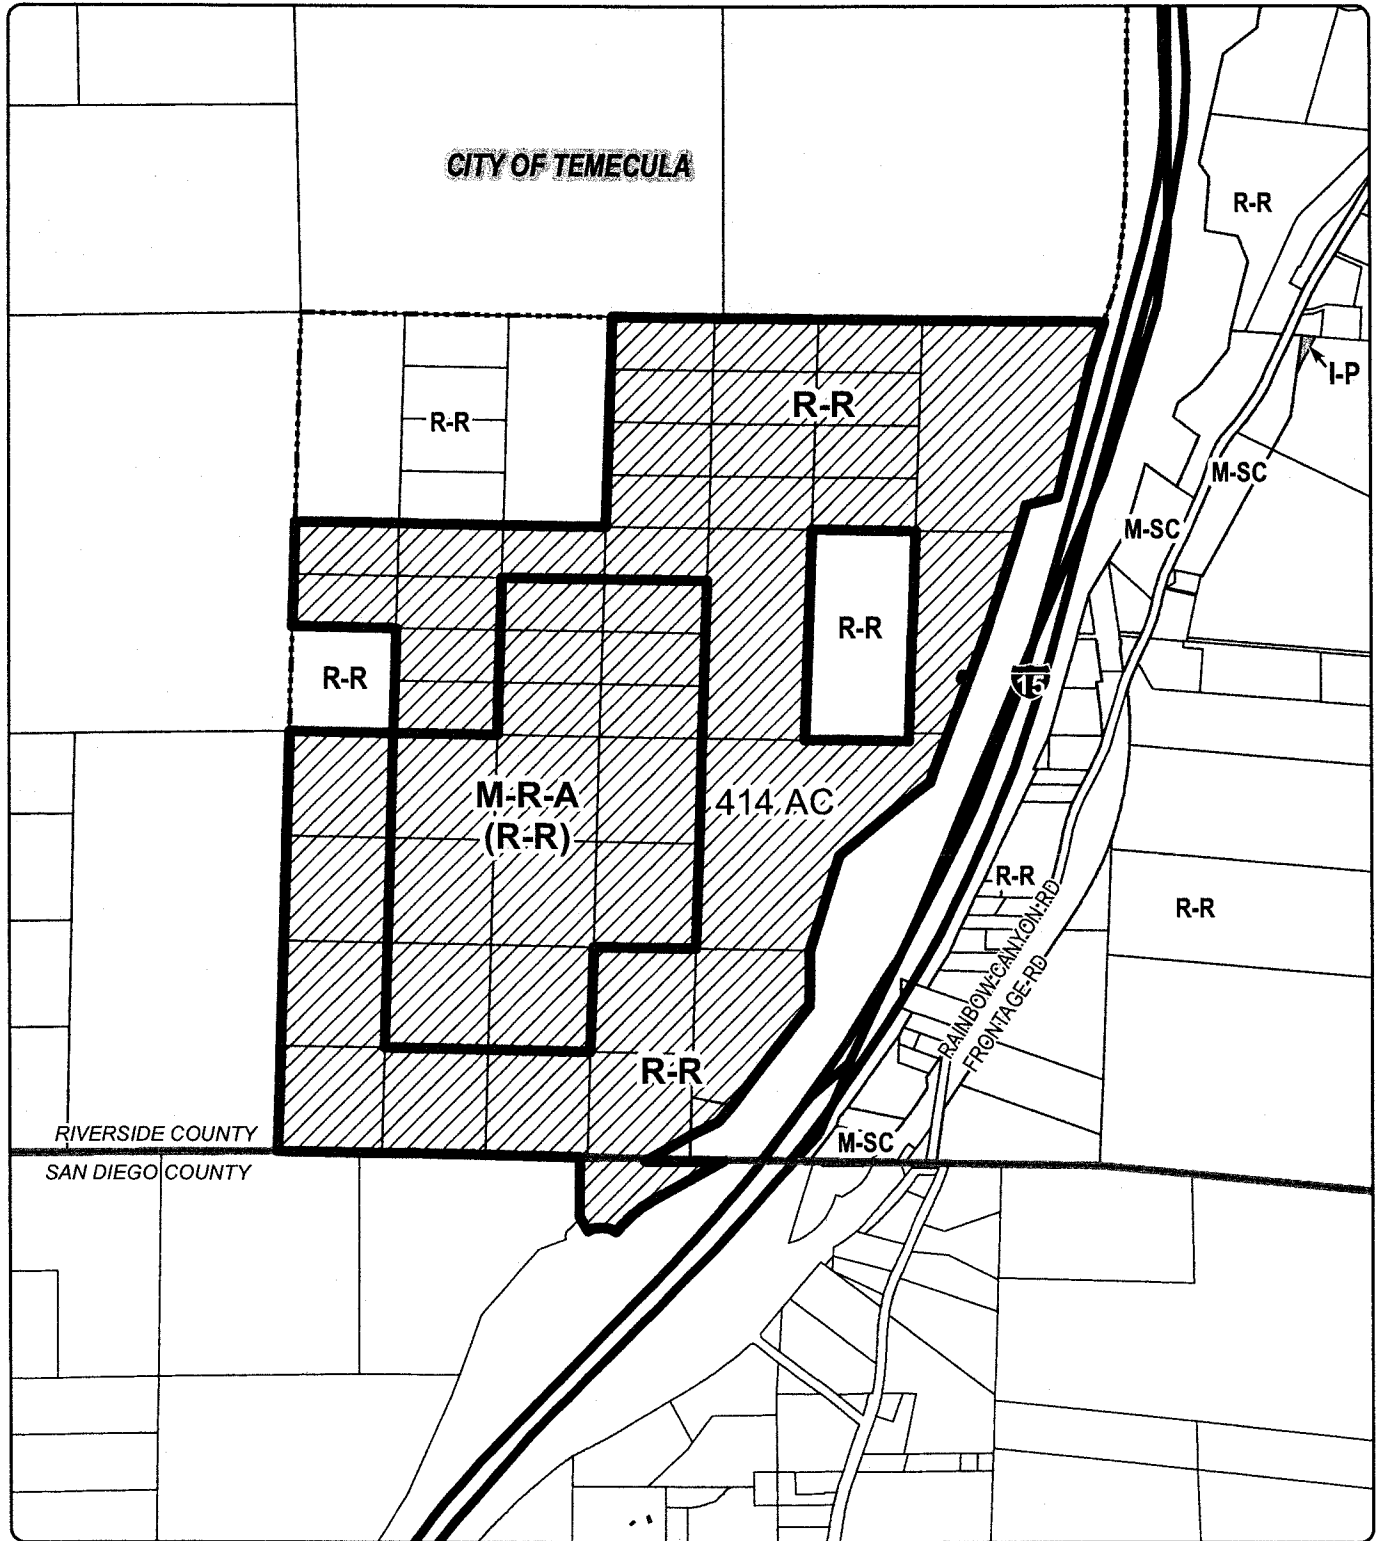 CITY OF TEMECULA
R-R
I-P
R-R
R-R
M-SC
M-SC
R-R
R-R
15
M-R-A
(R-R)
414 AC
R-R
R-R
RAINBOW CANYON RD
FRONTAGE RD
R-R
RIVERSIDE COUNTY
M-SC
SAN DIEGO COUNTY